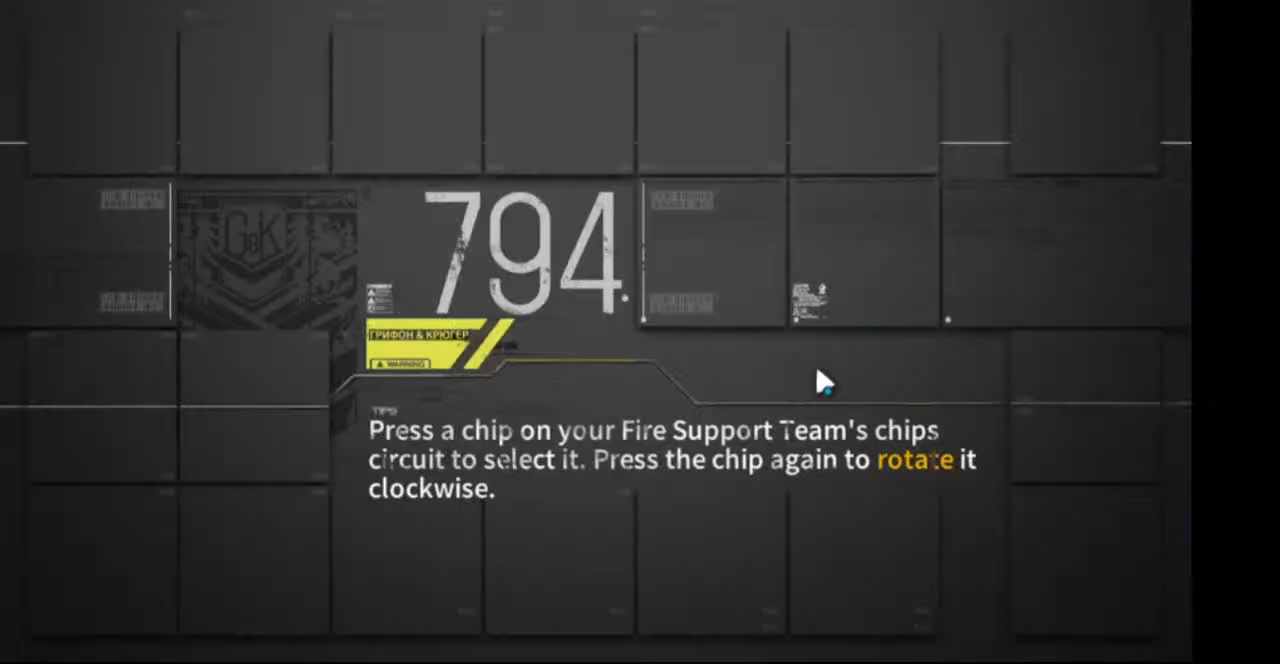 G&K
794.
ГРИФОН & КРЮГЕР
WARNING
TIPS
Press a chip on your Fire Support Team's chips
circuit to select it. Press the chip again to rotate it
clockwise.